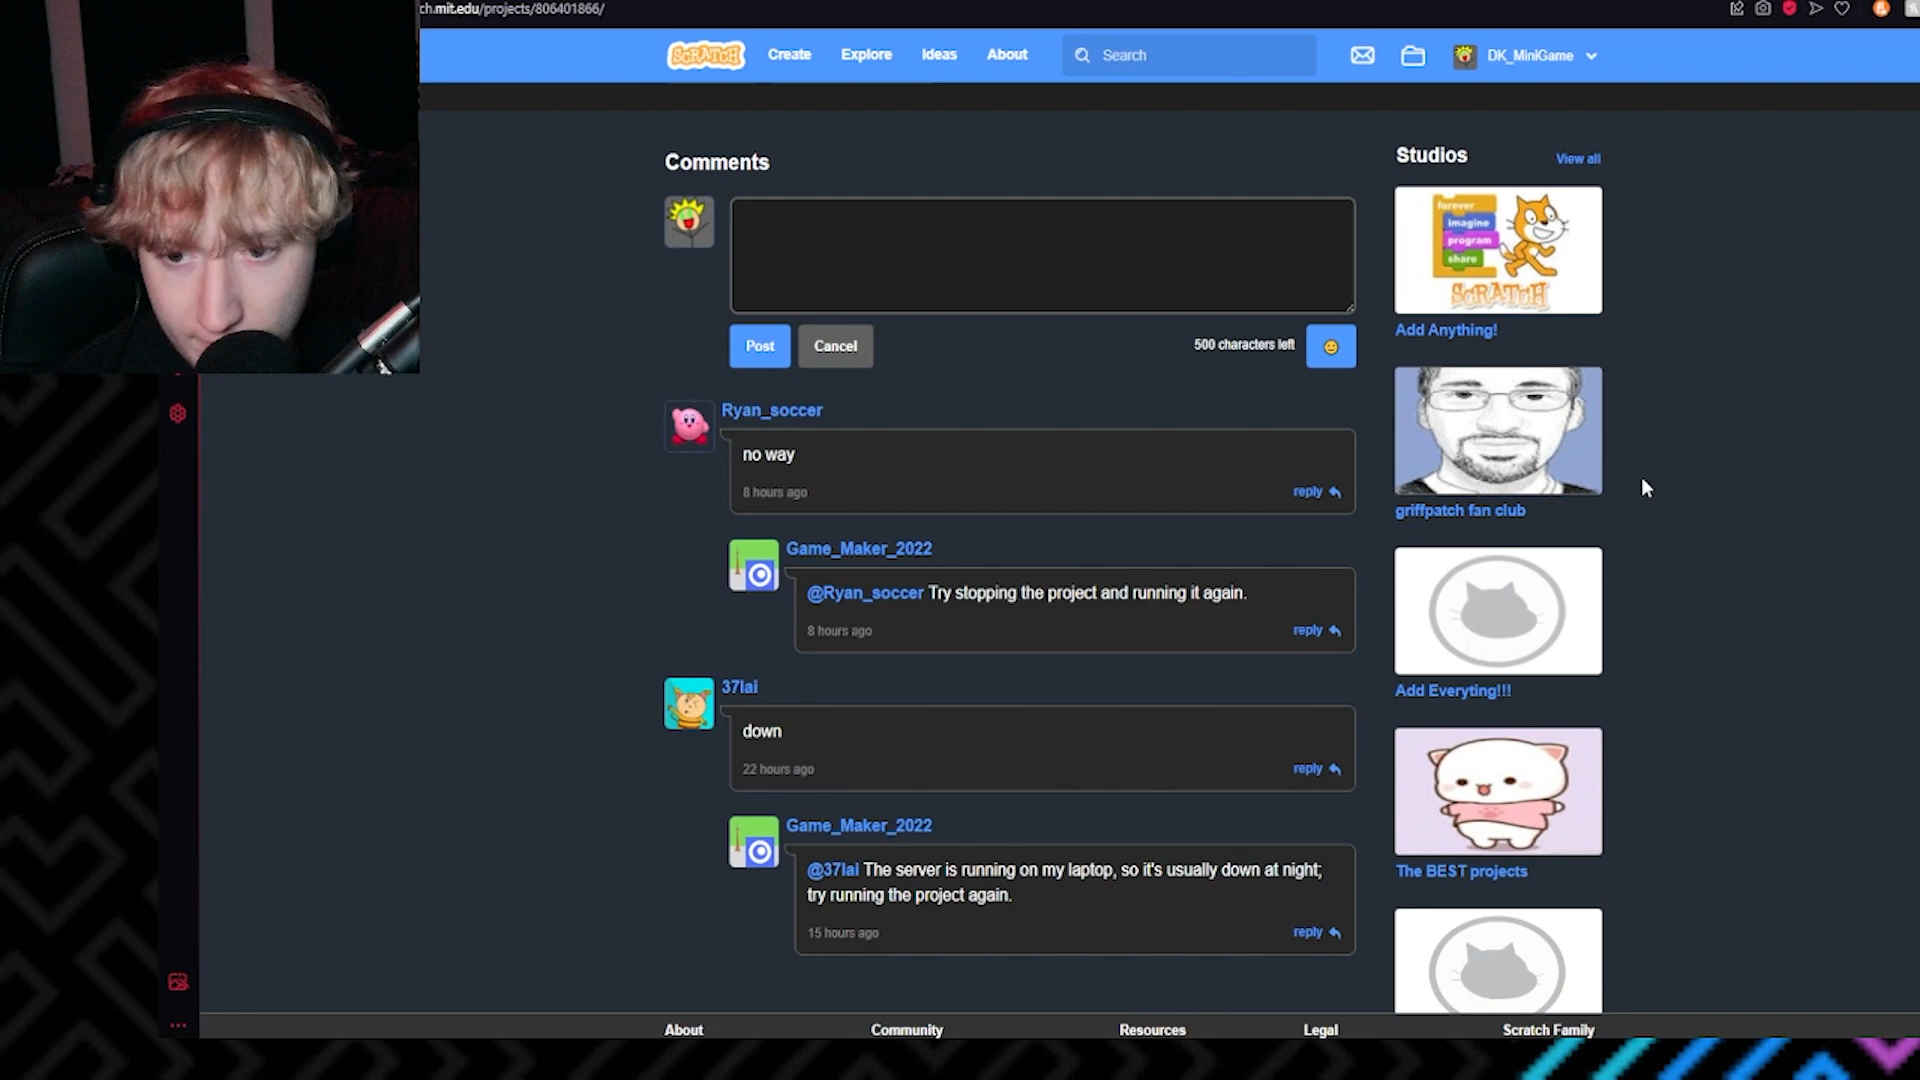 ch.mit.edu/projects/806401866/
SCRATCH
Create
Explore
Ideas
About
Search
DK_MiniGame
Comments
Post
Cancel
500 characters left
Ryan_soccer
no way
8 hours ago
reply
Game_Maker_2022
@Ryan_soccer Try stopping the project and running it again.
8 hours ago
reply
37lai
down
22 hours ago
reply
Game_Maker_2022
@37lai The server is running on my laptop, so it's usually down at night;
try running the project again.
15 hours ago
reply
Studios
View all
forever
imagine
program
share
SCRATCH
Add Anything!
griffpatch fan club
Add Everyting!!!
The BEST projects
About
Community
Resources
Legal
Scratch Family